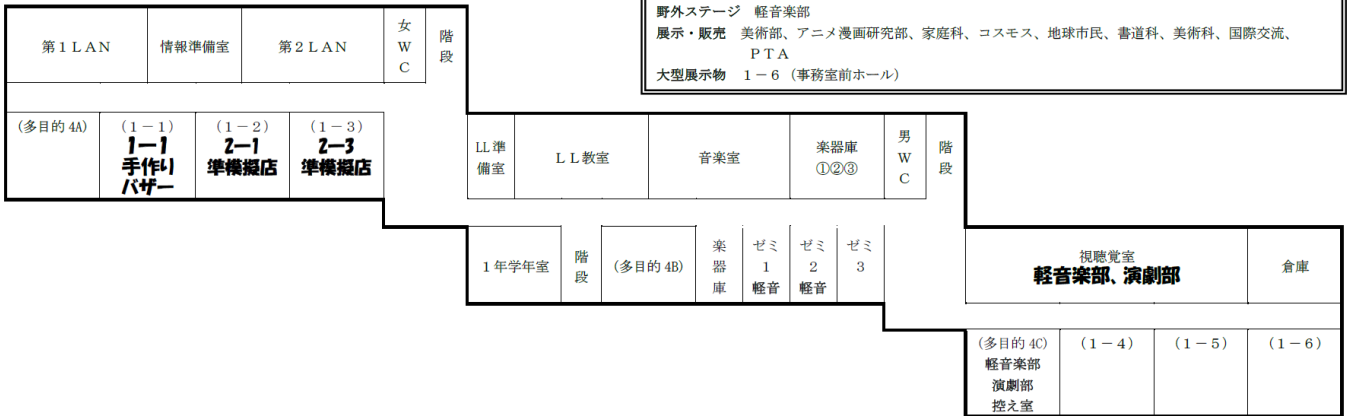 野外ステージ 軽音楽部
展示・販売 美術部、アニメ漫画研究部、家庭科、コスモス、地球市民、書道科、美術科、国際交流、
ＰＴＡ
大型展示物 １－６（事務室前ホール）
第１ＬＡＮ
情報準備室
第２ＬＡＮ
女
Ｗ
Ｃ
階
段
(多目的 4A)
（１－１）
1－1
手作り
バザー
（１－２）
2－1
準模擬店
（１－３）
2－3
準模擬店
LL 準
備室
ＬＬ教室
音楽室
楽器庫
①②③
男
Ｗ
Ｃ
階
段
１年学年室
階
段
(多目的 4B)
楽
器
庫
ゼミ
１
軽音
ゼミ
２
軽音
ゼミ
３
視聴覚室
軽音楽部、演劇部
倉庫
(多目的 4C)
軽音楽部
演劇部
控え室
（１－４）
（１－５）
（１－６）